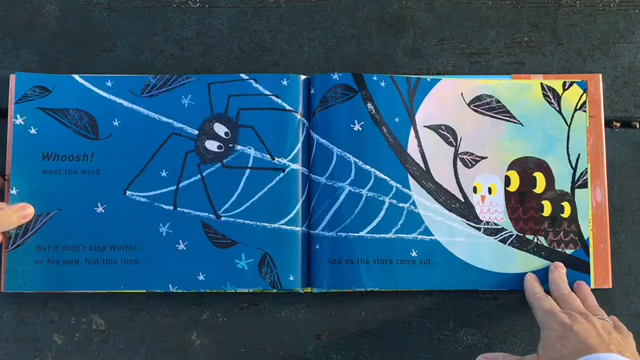 Whoosh!
went the wind.
But it didn't stop Walter,
or his web. Not this time.
And as the stars came out...